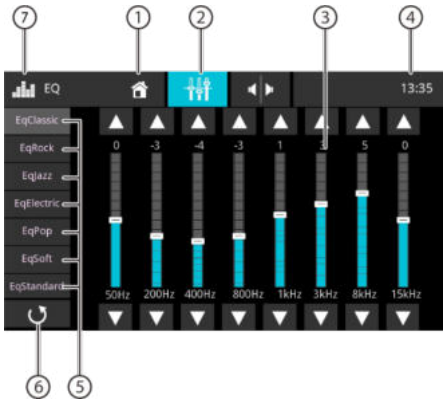 7 1 2 3 4
EQ 13:35
EqClassic
EqRock
EqJazz
EqElectric
EqPop
EqSoft
EqStandard
0 -3 -4 -3 1 3 5 0
50Hz 200Hz 400Hz 800Hz 1kHz 3kHz 8kHz 15kHz
6 5